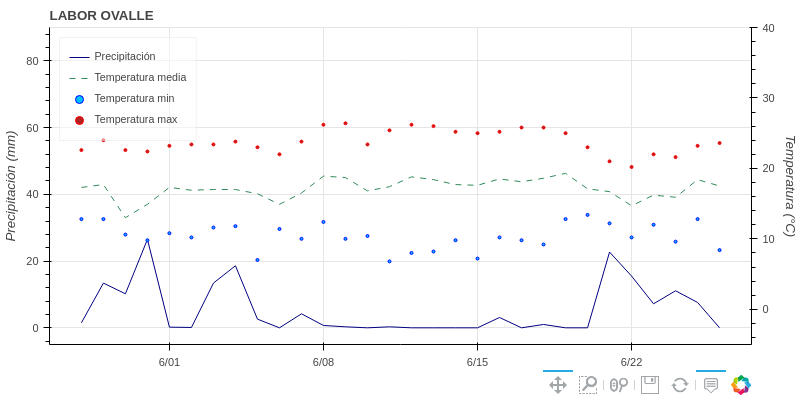 LABOR OVALLE
Precipitación
Temperatura media
Temperatura min
Temperatura max
Precipitación (mm)
80
60
40
20
0
Temperatura (°C)
40
30
20
10
0
6/01
6/08
6/15
6/22